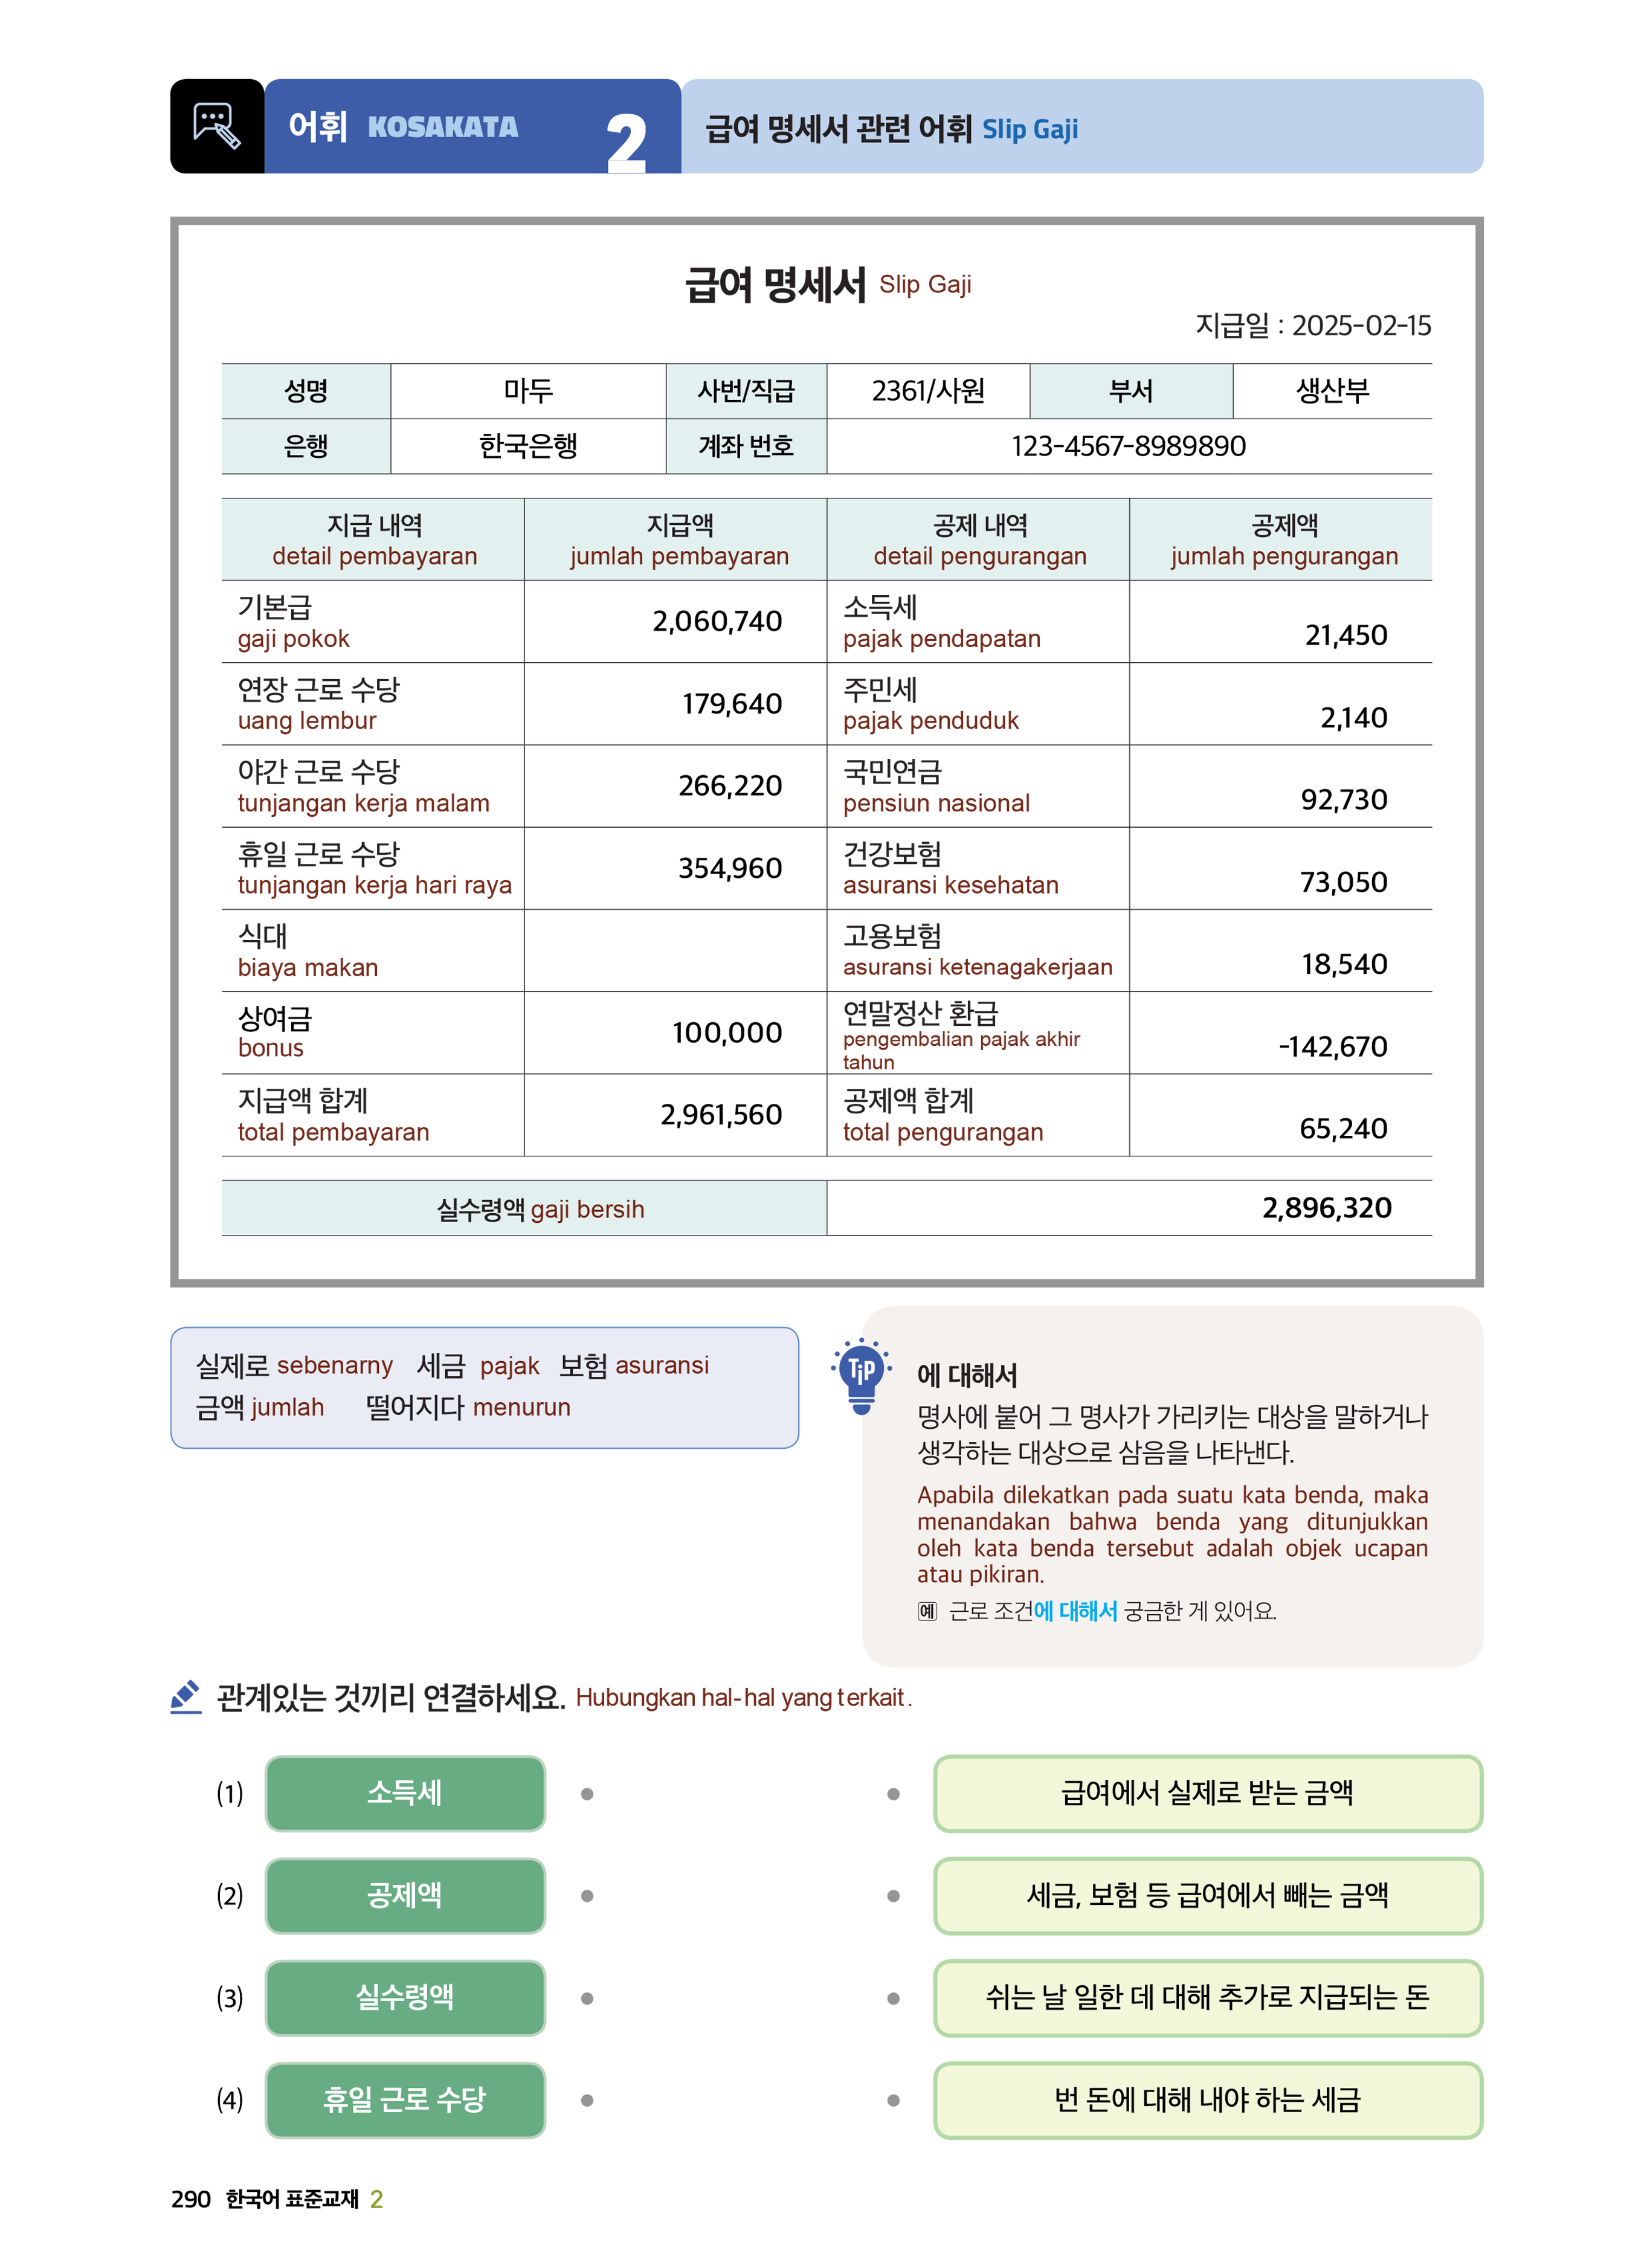 어휘 KOSAKATA 2 급여 명세서 관련 어휘 Slip Gaji
급여 명세서 Slip Gaji
지급일 : 2025-02-15
성명 마두 사번/직급 2361/사원 부서 생산부
은행 한국은행 계좌 번호 123-4567-8989890
지급 내역 지급액 공제 내역 공제액
detail pembayaran jumlah pembayaran detail pengurangan jumlah pengurangan
기본급 2,060,740 소득세
gaji pokok pajak pendapatan 21,450
연장 근로 수당 179,640 주민세
uang lembur pajak penduduk 2,140
야간 근로 수당 266,220 국민연금
tunjangan kerja malam pensiun nasional 92,730
휴일 근로 수당 354,960 건강보험
tunjangan kerja hari raya asuransi kesehatan 73,050
식대 고용보험
biaya makan asuransi ketenagakerjaan 18,540
상여금 100,000 연말정산 환급
bonus pengembalian pajak akhir
tahun -142,670
지급액 합계 2,961,560 공제액 합계
total pembayaran total pengurangan 65,240
실수령액 gaji bersih 2,896,320
실제로 sebenarny 세금 pajak 보험 asuransi
금액 jumlah 떨어지다 menurun
TiP
에 대해서
명사에 붙어 그 명사가 가리키는 대상을 말하거나
생각하는 대상으로 삼음을 나타낸다.
Apabila dilekatkan pada suatu kata benda, maka
menandakan bahwa benda yang ditunjukkan
oleh kata benda tersebut adalah objek ucapan
atau pikiran.
예 근로 조건에 대해서 궁금한 게 있어요.
관계있는 것끼리 연결하세요. Hubungkan hal-hal yang terkait.
(1) 소득세 • • 급여에서 실제로 받는 금액
(2) 공제액 • • 세금, 보험 등 급여에서 빼는 금액
(3) 실수령액 • • 쉬는 날 일한 데 대해 추가로 지급되는 돈
(4) 휴일 근로 수당 • • 번 돈에 대해 내야 하는 세금
290 한국어 표준교재 2